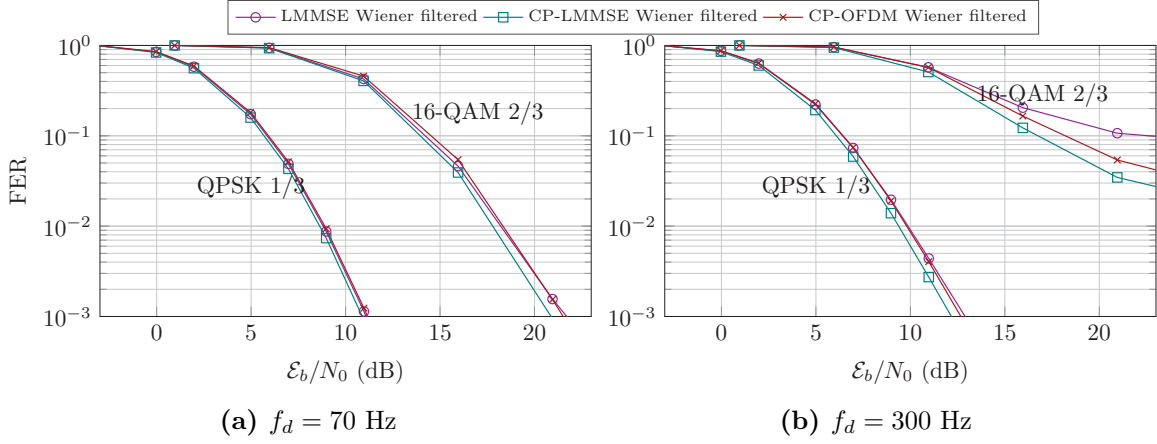 LMMSE Wiener filtered CP-LMMSE Wiener filtered CP-OFDM Wiener filtered
10^0
10^−1
10^−2
10^−3
FER
16-QAM 2/3
QPSK 1/3
0 5 10 15 20
ℰ_b/N_0 (dB)
(a) f_d = 70 Hz
10^0
10^−1
10^−2
10^−3
16-QAM 2/3
QPSK 1/3
0 5 10 15 20
ℰ_b/N_0 (dB)
(b) f_d = 300 Hz